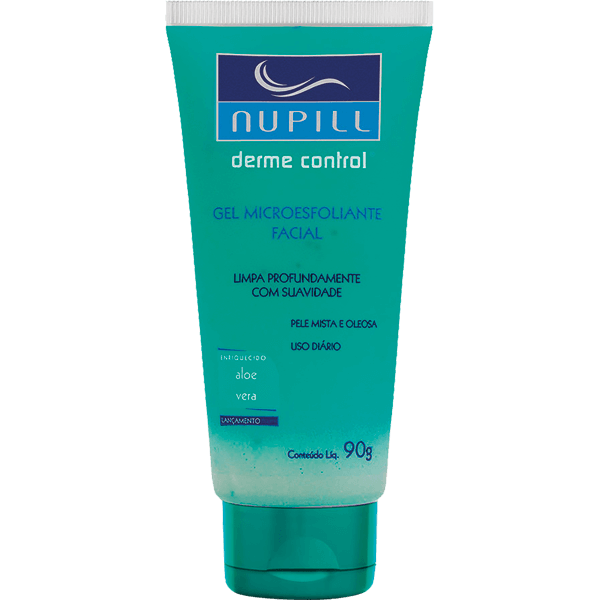 NUPILL
derme control
GEL MICROESFOLIANTE
FACIAL
LIMPA PROFUNDAMENTE
COM SUAVIDADE
PELE MISTA E OLEOSA
USO DIÁRIO
ENRIQUECIDO
aloe
vera
LANÇAMENTO
Conteúdo Líq. 90g